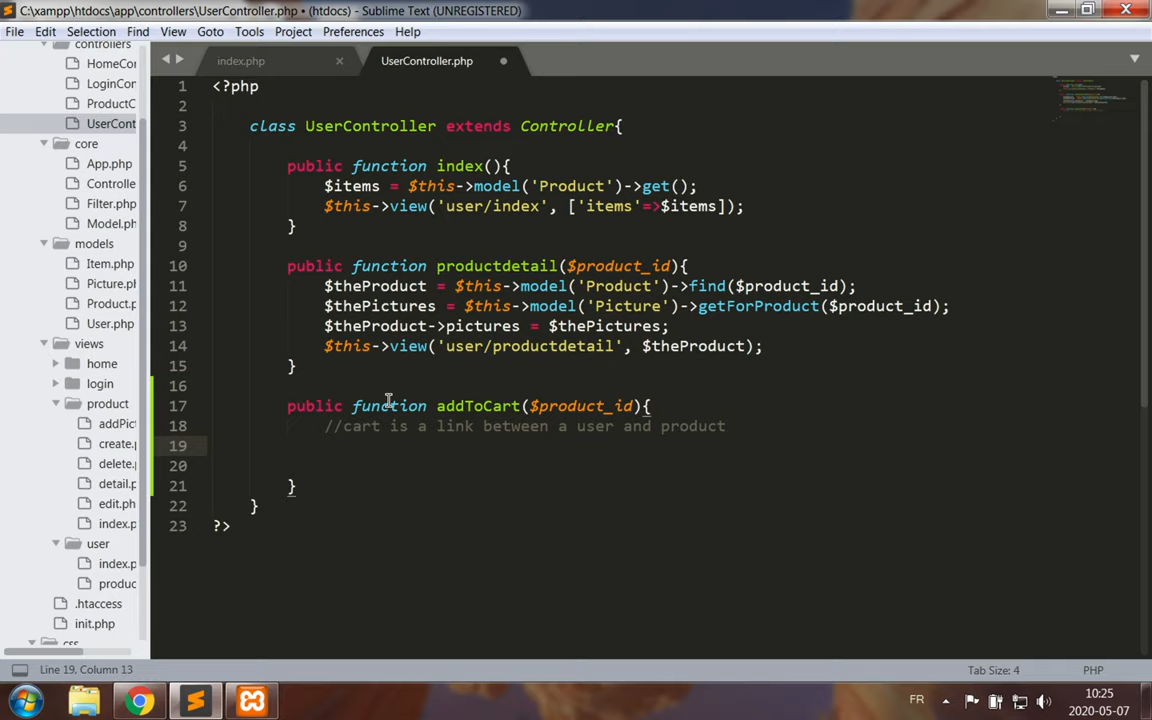 C:\xampp\htdocs\app\controllers\UserController.php (htdocs) - Sublime Text (UNREGISTERED)
File Edit Selection Find View Goto Tools Project Preferences Help
controllers
HomeCor
LoginCon
ProductC
UserCont
core
App.php
Controlle
Filter.php
Model.ph
models
Item.php
Picture.ph
Product.p
User.php
views
home
login
product
addPict
create.p
delete.p
detail.p
edit.ph
index.p
user
index.p
produc
.htaccess
init.php
css
index.php
UserController.php
1 <?php
2
3 class UserController extends Controller{
4
5 public function index(){
6 $items = $this->model('Product')->get();
7 $this->view('user/index', ['items'=>$items]);
8 }
9
10 public function productdetail($product_id){
11 $theProduct = $this->model('Product')->find($product_id);
12 $thePictures = $this->model('Picture')->getForProduct($product_id);
13 $theProduct->pictures = $thePictures;
14 $this->view('user/productdetail', $theProduct);
15 }
16
17 public function addToCart($product_id){
18 //cart is a link between a user and product
19
20
21 }
22 }
23 ?>
Line 19, Column 13
Tab Size: 4
PHP
FR
10:25
2020-05-07